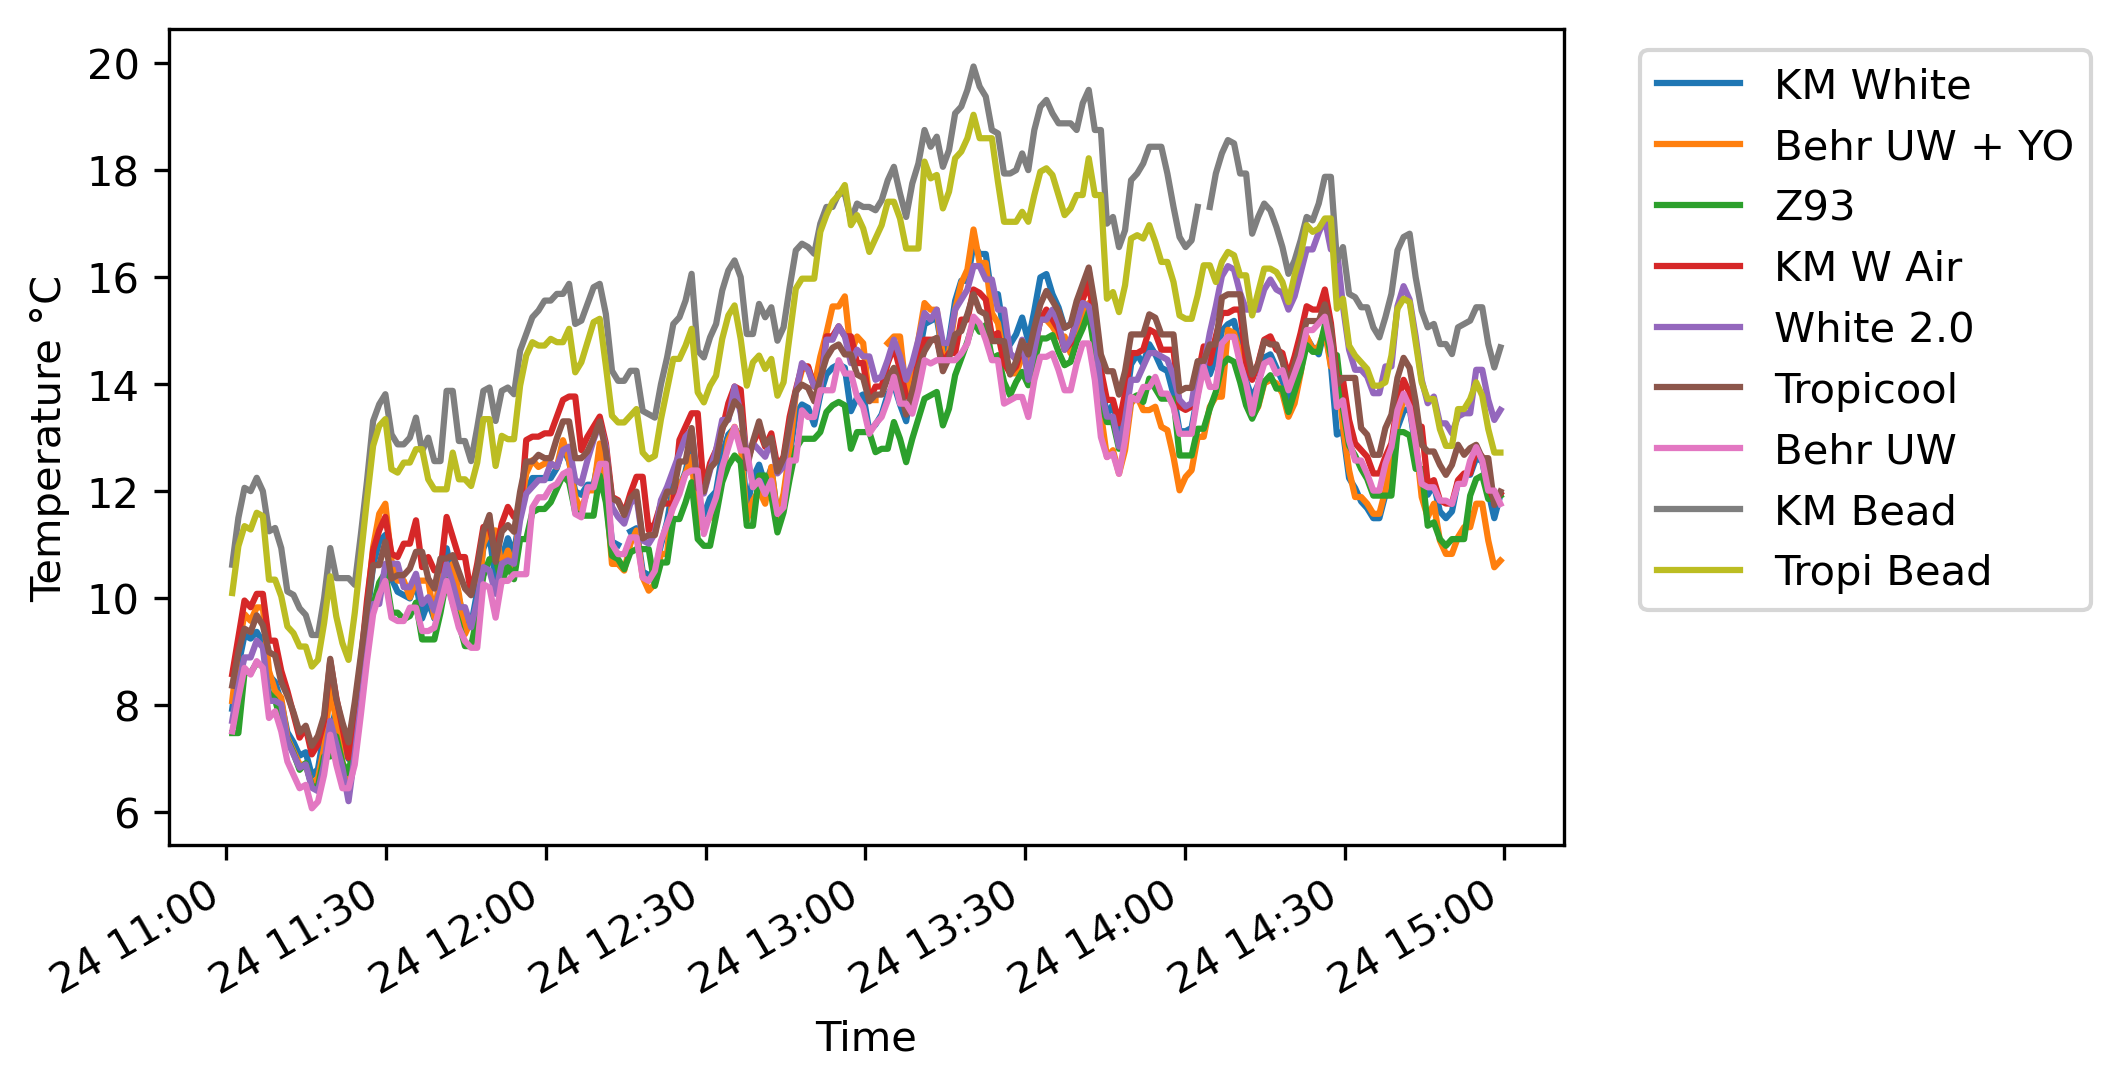 Temperature °C
20
18
16
14
12
10
8
6
24 11:00
24 11:30
24 12:00
24 12:30
24 13:00
24 13:30
24 14:00
24 14:30
24 15:00
Time
KM White
Behr UW + YO
Z93
KM W Air
White 2.0
Tropicool
Behr UW
KM Bead
Tropi Bead